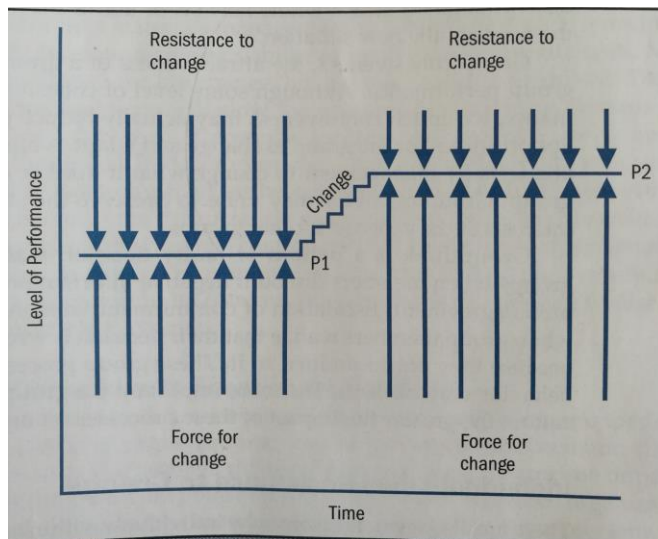 Resistance to
change
Resistance to
change
Level of Performance
P2
Change
P1
Force for
change
Force for
change
Time